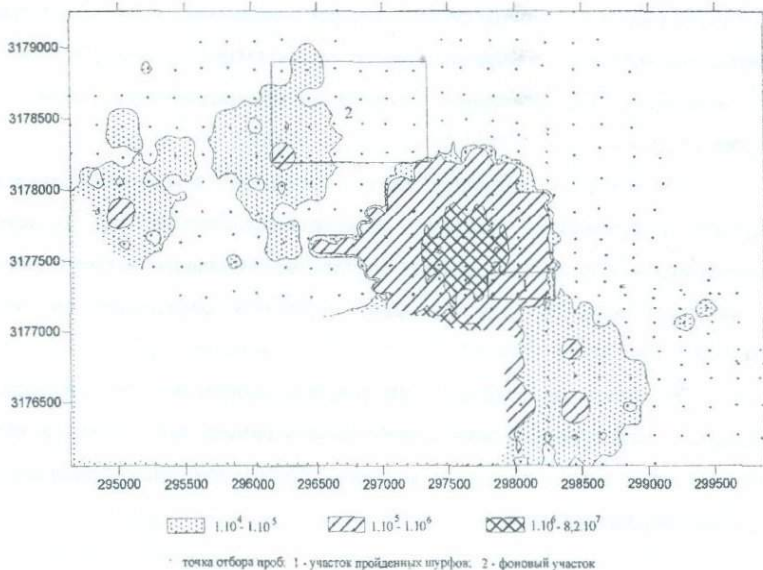 3179000
3178500
2
3178000
3177500
1
3177000
3176500
295000 295500 296000 296500 297000 297500 298000 298500 299000 299500
1.10⁴-1.10⁵ 1.10⁵-1.10⁶ 1.10⁶-8,2.10⁷
точка отбора проб: 1 - участок пройденных шурфов: 2 - фоновый участок